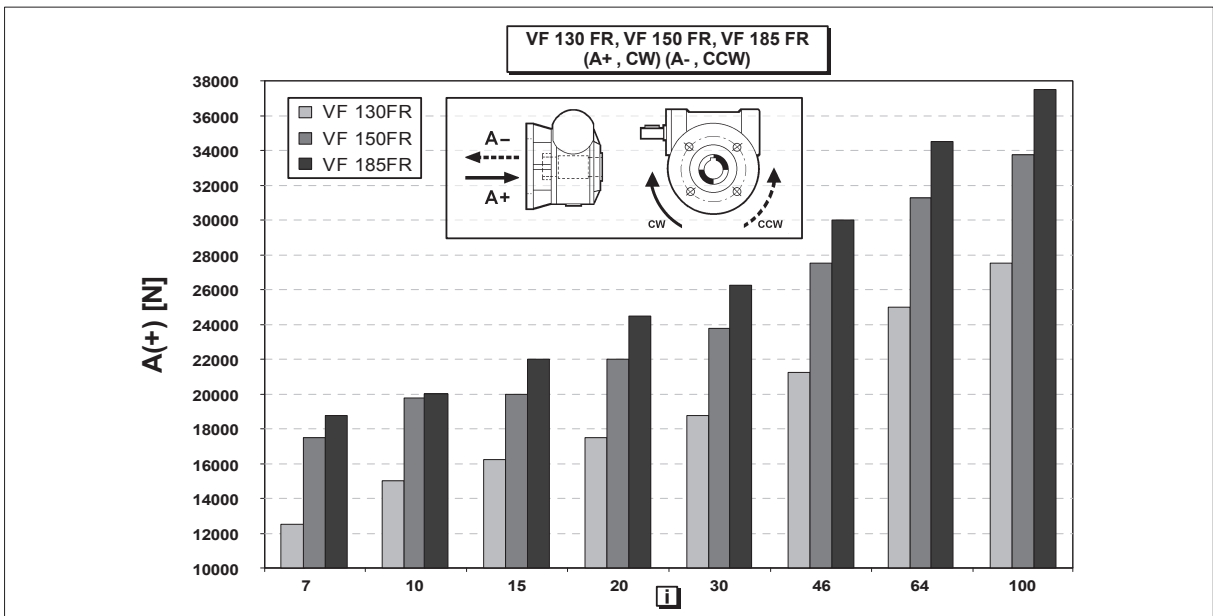 VF 130 FR, VF 150 FR, VF 185 FR
(A+ , CW) (A- , CCW)
38000
36000
34000
32000
30000
28000
26000
24000
22000
20000
18000
16000
14000
12000
10000
A(+) [N]
VF 130FR
VF 150FR
VF 185FR
A–
A+
CW
CCW
7 10 15 20 30 46 64 100
i